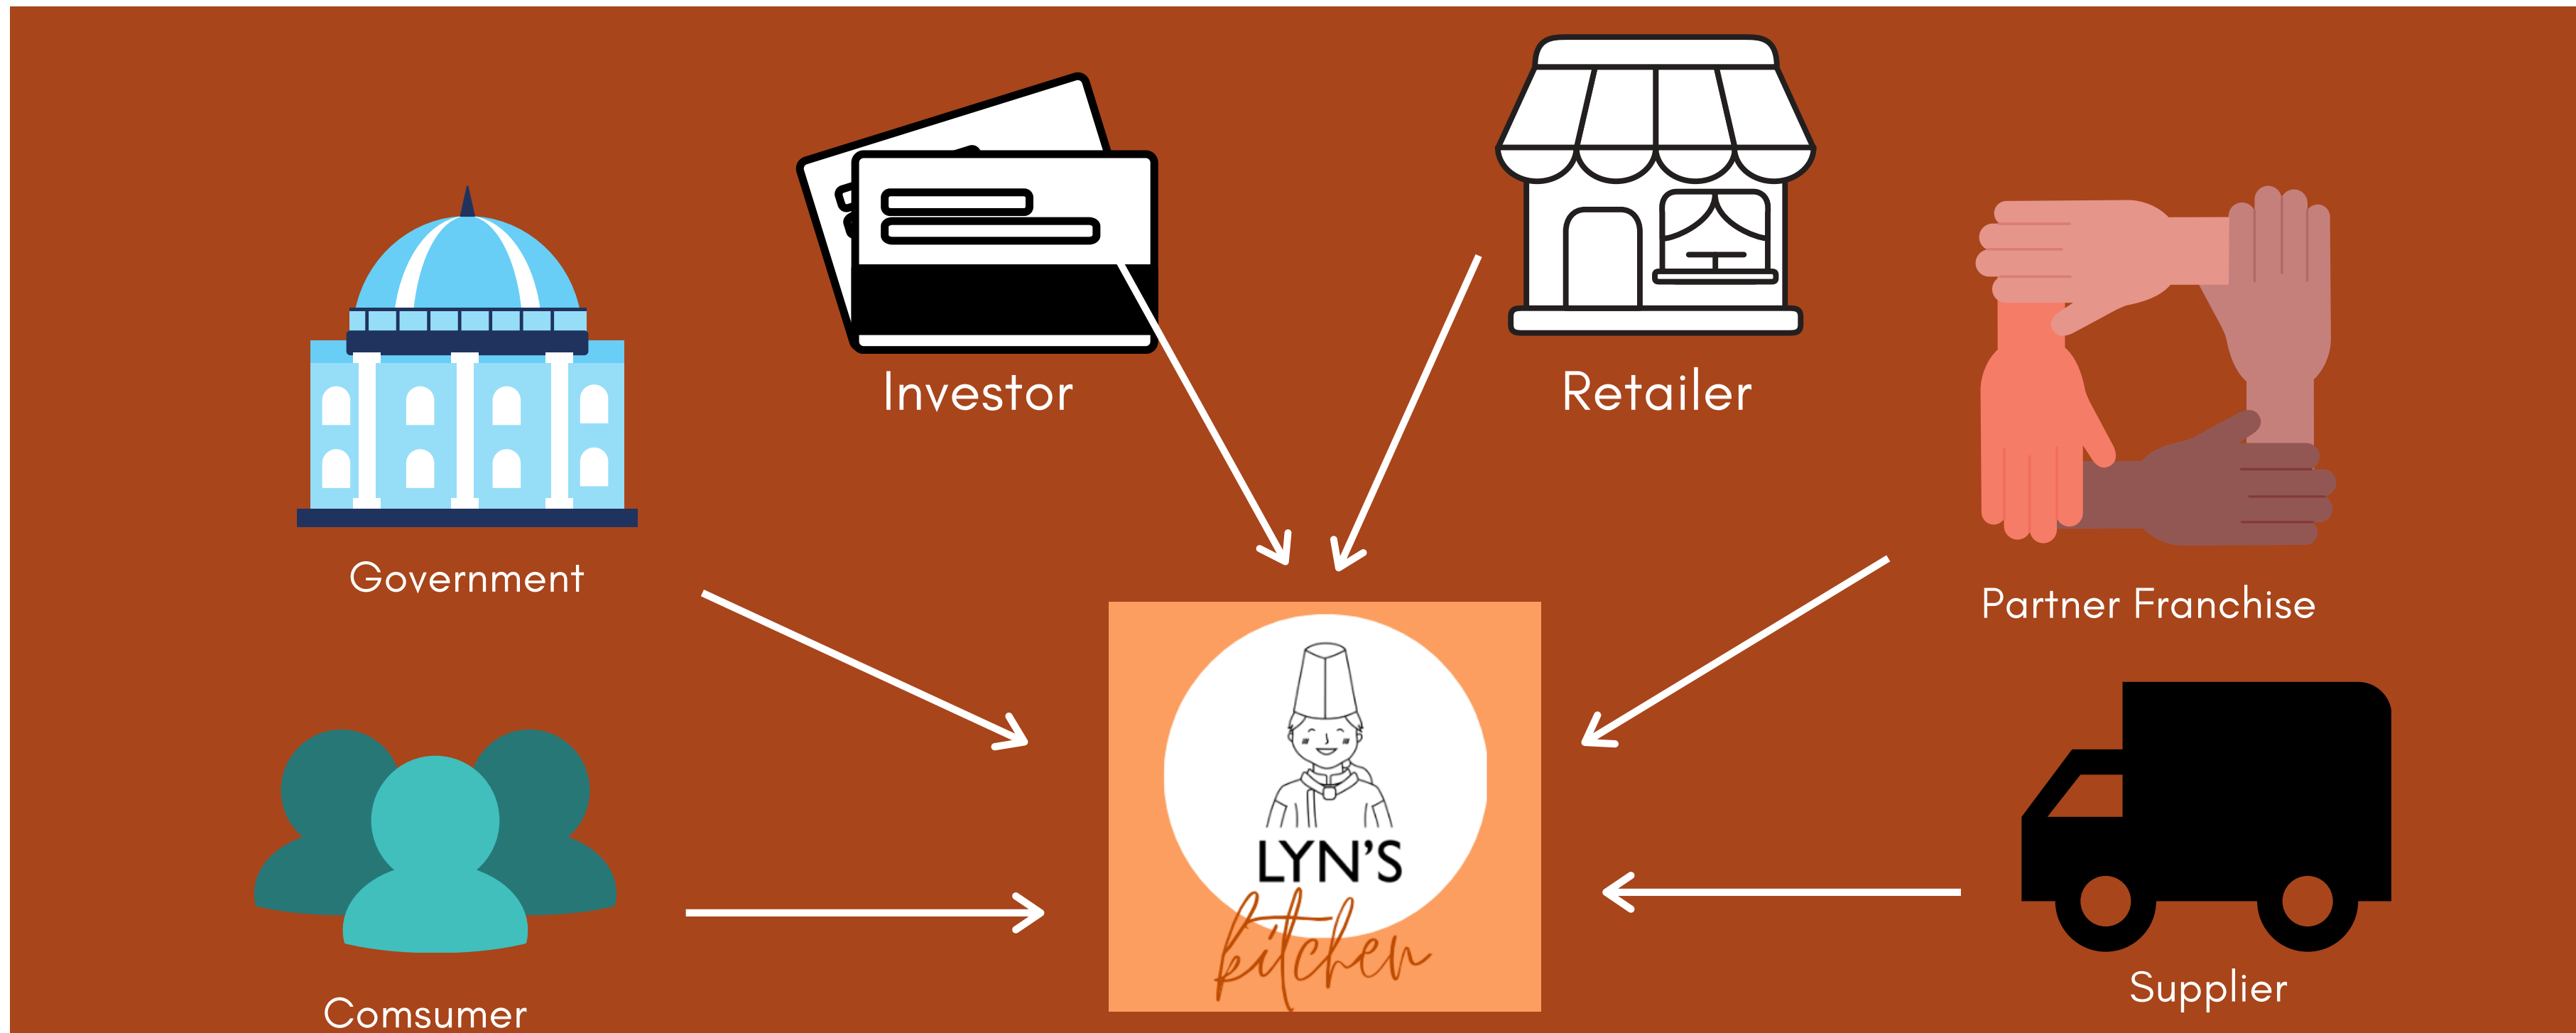 Investor
Retailer
Government
Partner Franchise
LYN'S
kitchen
Comsumer
Supplier